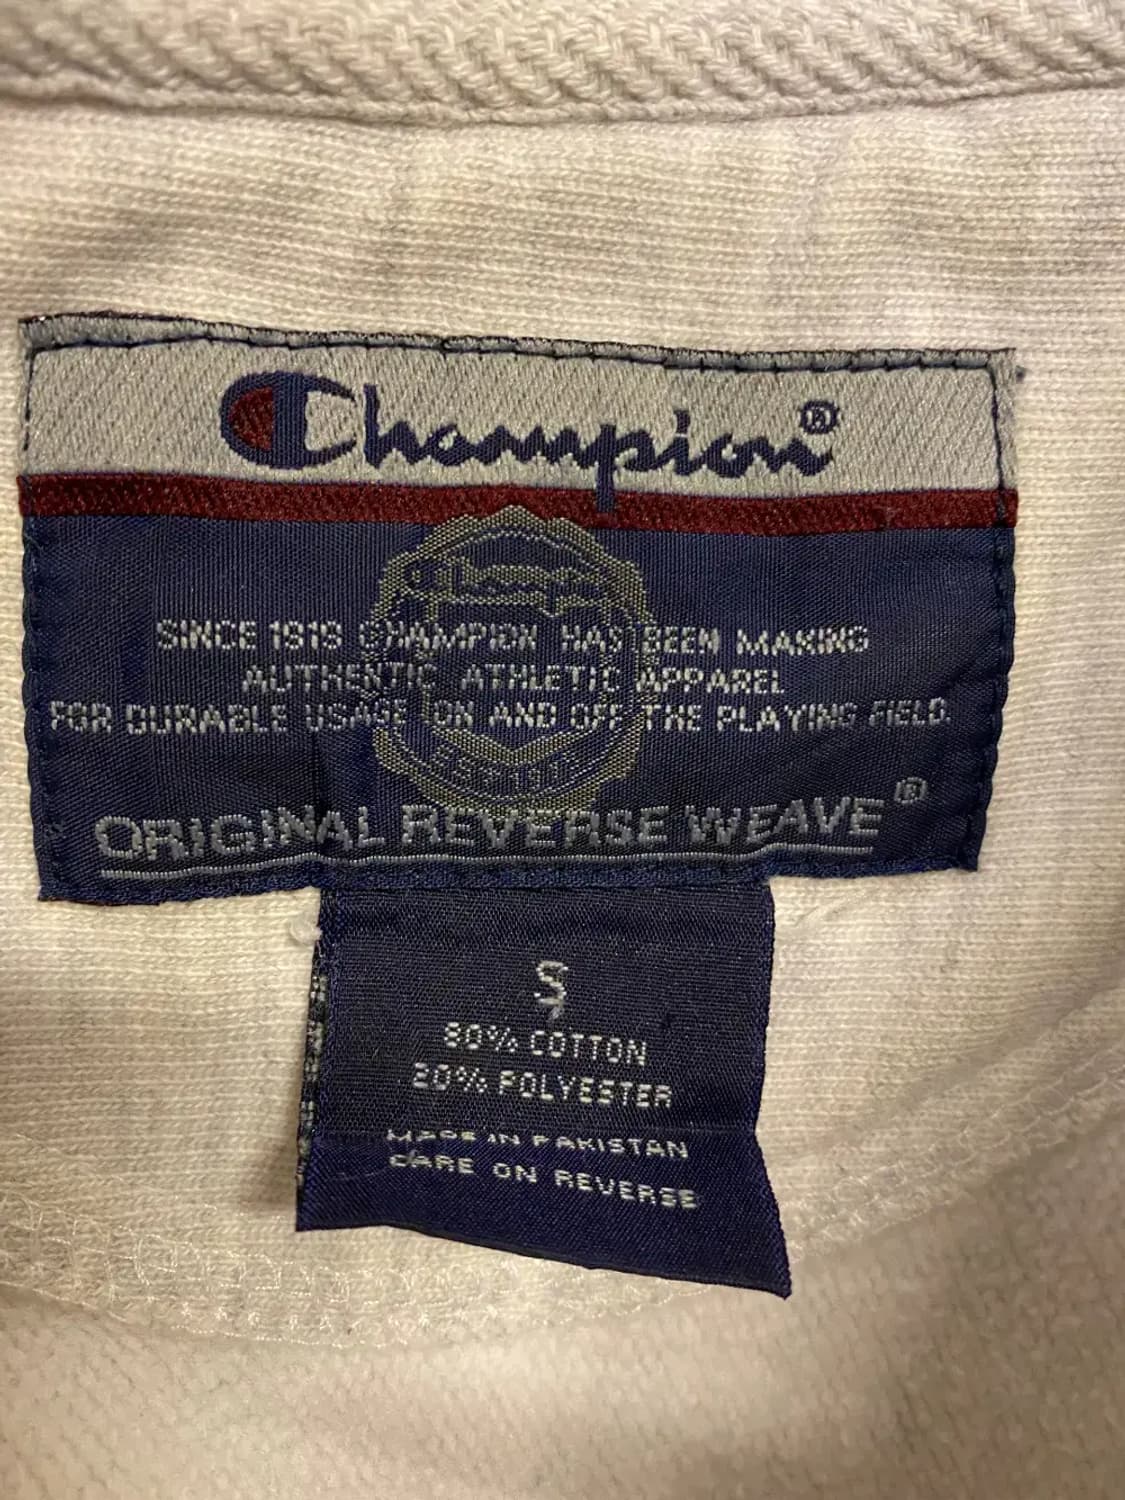 Champion®
Champion
SINCE 1919 CHAMPION HAS BEEN MAKING
AUTHENTIC ATHLETIC APPAREL
FOR DURABLE USAGE ON AND OFF THE PLAYING FIELD.
ORIGINAL REVERSE WEAVE®
S
80% COTTON
20% POLYESTER
MADE IN PAKISTAN
CARE ON REVERSE